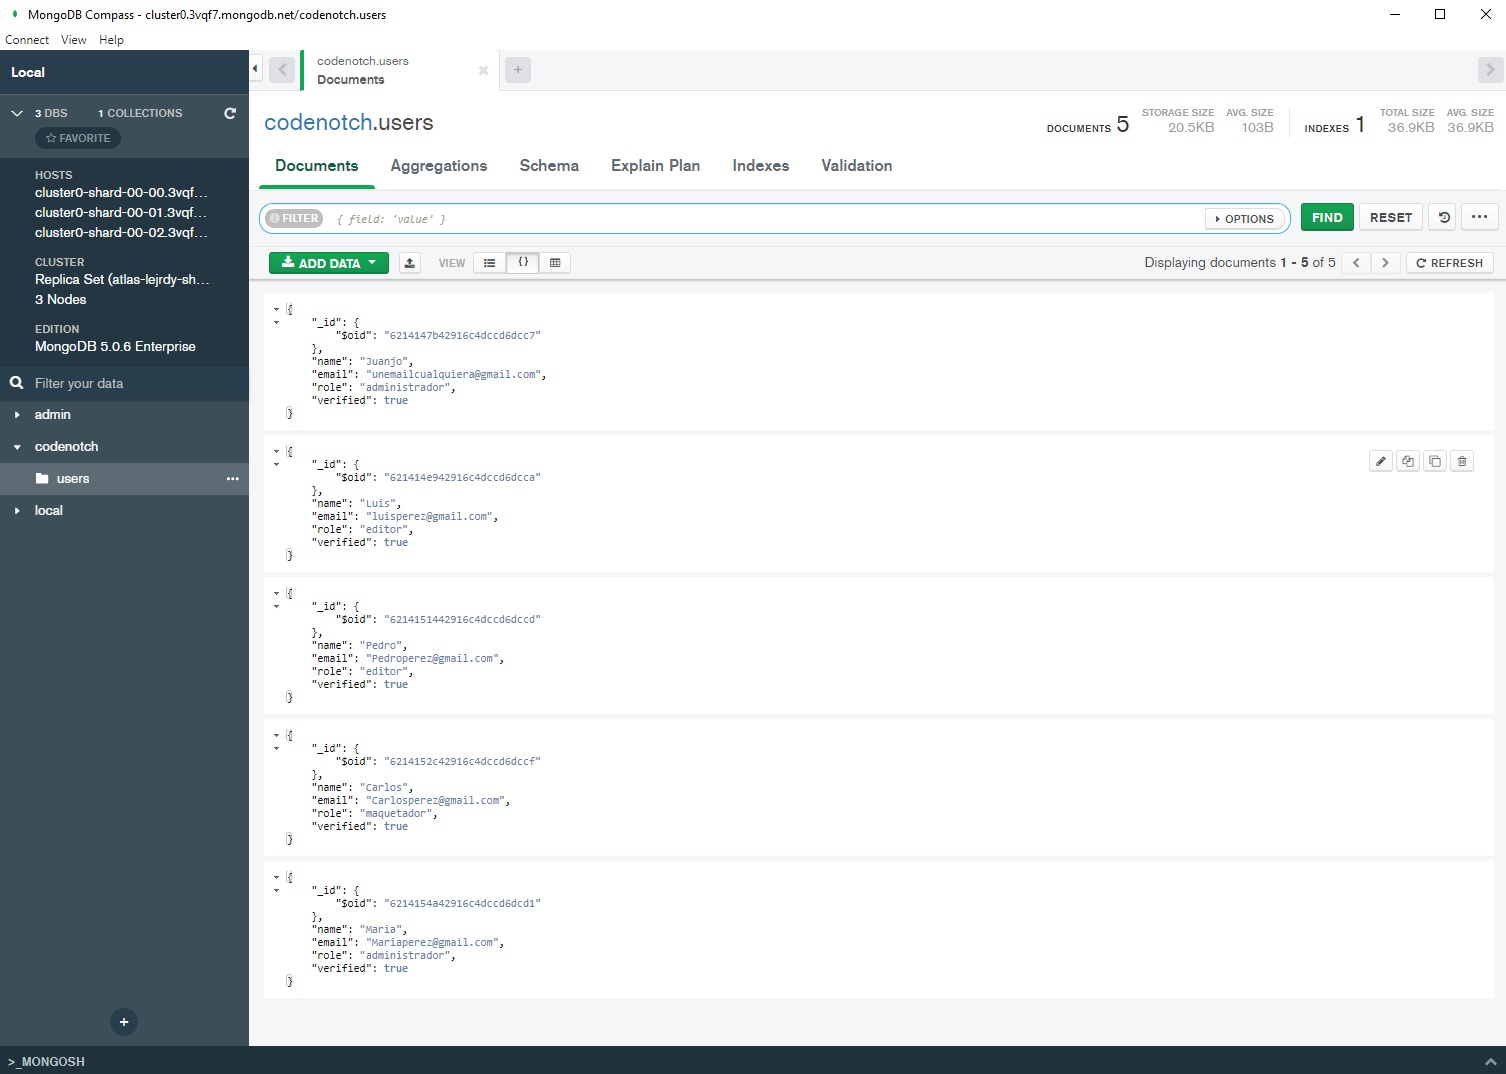 MongoDB Compass - cluster0.3vqf7.mongodb.net/codenotch.users
Connect View Help
Local
codenotch.users
Documents
3 DBS 1 COLLECTIONS
FAVORITE
HOSTS
cluster0-shard-00-00.3vqf...
cluster0-shard-00-01.3vqf...
cluster0-shard-00-02.3vqf...
CLUSTER
Replica Set (atlas-lejrdy-sh...
3 Nodes
EDITION
MongoDB 5.0.6 Enterprise
Filter your data
admin
codenotch
users
local
codenotch.users
DOCUMENTS 5
STORAGE SIZE
20.5KB
AVG. SIZE
103B
INDEXES 1
TOTAL SIZE
36.9KB
AVG. SIZE
36.9KB
Documents Aggregations Schema Explain Plan Indexes Validation
FILTER { field: 'value' } OPTIONS FIND RESET
ADD DATA VIEW {} Displaying documents 1 - 5 of 5 < > REFRESH
{
"_id": {
"$oid": "6214147b42916c4dccd6dcc7"
},
"name": "Juanjo",
"email": "unemailcualquiera@gmail.com",
"role": "administrador",
"verified": true
}
{
"_id": {
"$oid": "621414e942916c4dccd6dcca"
},
"name": "Luis",
"email": "luisperez@gmail.com",
"role": "editor",
"verified": true
}
{
"_id": {
"$oid": "6214151442916c4dccd6dccd"
},
"name": "Pedro",
"email": "Pedroperez@gmail.com",
"role": "editor",
"verified": true
}
{
"_id": {
"$oid": "6214152c42916c4dccd6dccf"
},
"name": "Carlos",
"email": "Carlosperez@gmail.com",
"role": "maquetador",
"verified": true
}
{
"_id": {
"$oid": "6214154a42916c4dccd6dcd1"
},
"name": "Maria",
"email": "Mariaperez@gmail.com",
"role": "administrador",
"verified": true
}
>_MONGOSH